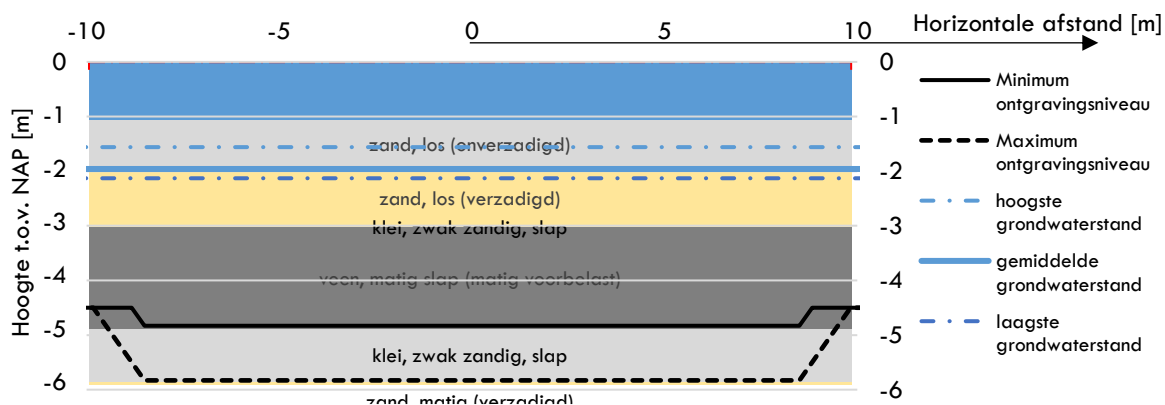 -10 -5 0 5 10 Horizontale afstand [m]
Hoogte t.o.v. NAP [m]
0 0
-1 -1
zand, los (onverzadigd)
-2 -2
zand, los (verzadigd)
-3 -3
klei, zwak zandig, slap
veen, matig slap (matig voorbelast)
-4 -4
-5 -5
klei, zwak zandig, slap
-6 -6
zand, matig (verzadigd)
Minimum
ontgravingsniveau
Maximum
ontgravingsniveau
hoogste
grondwaterstand
gemiddelde
grondwaterstand
laagste
grondwaterstand